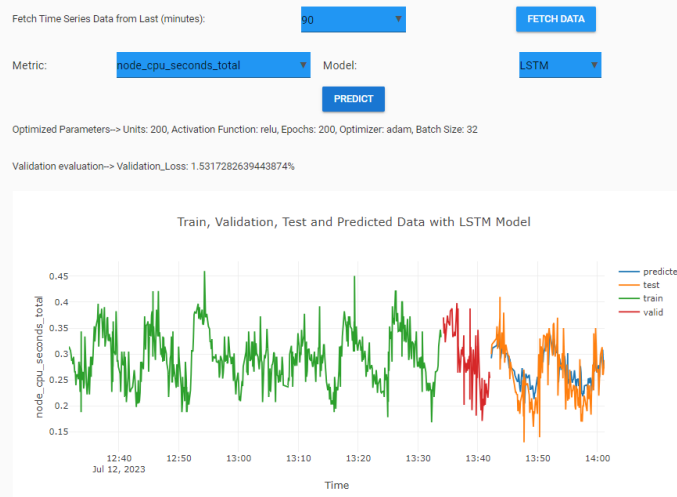 Fetch Time Series Data from Last (minutes): 90 FETCH DATA
Metric: node_cpu_seconds_total Model: LSTM
PREDICT
Optimized Parameters--> Units: 200, Activation Function: relu, Epochs: 200, Optimizer: adam, Batch Size: 32
Validation evaluation--> Validation_Loss: 1.5317282639443874%
Train, Validation, Test and Predicted Data with LSTM Model
node_cpu_seconds_total
0.45
0.4
0.35
0.3
0.25
0.2
0.15
predicte
test
train
valid
12:40 12:50 13:00 13:10 13:20 13:30 13:40 13:50 14:00
Jul 12, 2023
Time